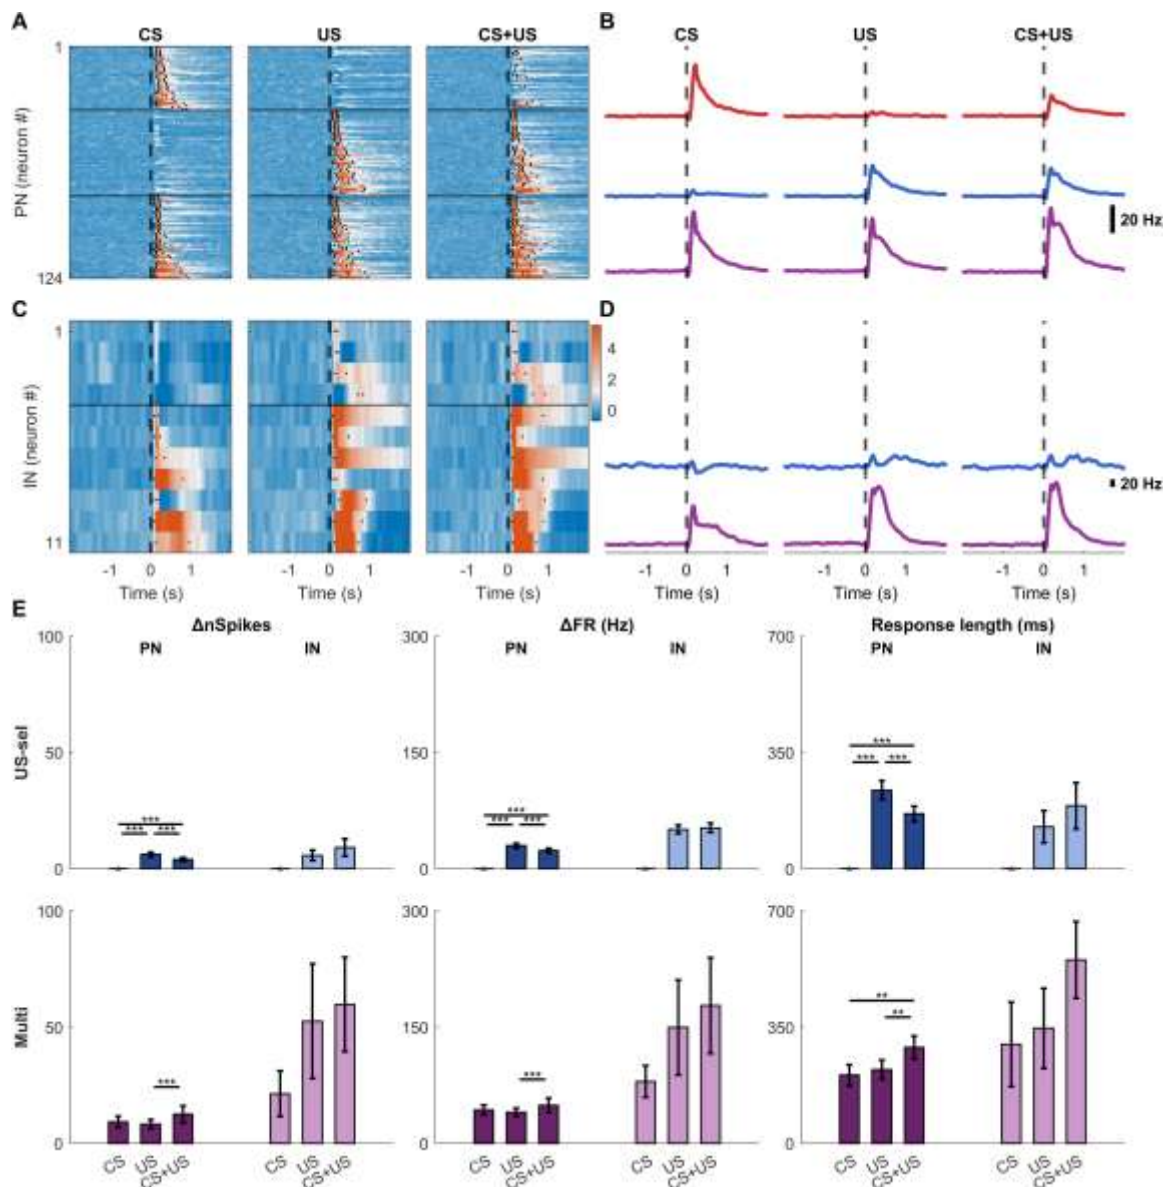 A
CS
US
CS+US
B
CS
US
CS+US
1
PN (neuron #)
124
20 Hz
C
D
1
IN (neuron #)
11
4
2
0
20 Hz
-1 0 1
-1 0 1
-1 0 1
-1 0 1
-1 0 1
-1 0 1
Time (s)
Time (s)
Time (s)
Time (s)
Time (s)
Time (s)
E
ΔnSpikes
ΔFR (Hz)
Response length (ms)
US-sel
100
50
0
PN
IN
***
*** ***
300
150
0
PN
IN
***
*** ***
700
350
0
PN
IN
***
*** ***
Multi
100
50
0
***
300
150
0
***
700
350
0
**
**
CS US CS+US
CS US CS+US
CS US CS+US
CS US CS+US
CS US CS+US
CS US CS+US